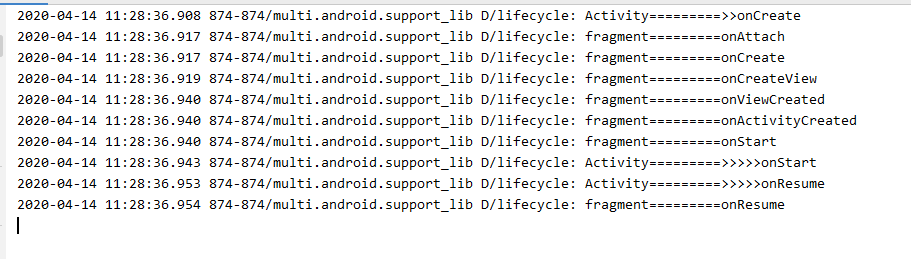 2020-04-14 11:28:36.908 874-874/multi.android.support_lib D/lifecycle: Activity=========>>onCreate
2020-04-14 11:28:36.917 874-874/multi.android.support_lib D/lifecycle: fragment=========onAttach
2020-04-14 11:28:36.917 874-874/multi.android.support_lib D/lifecycle: fragment=========onCreate
2020-04-14 11:28:36.919 874-874/multi.android.support_lib D/lifecycle: fragment=========onCreateView
2020-04-14 11:28:36.940 874-874/multi.android.support_lib D/lifecycle: fragment=========onViewCreated
2020-04-14 11:28:36.940 874-874/multi.android.support_lib D/lifecycle: fragment=========onActivityCreated
2020-04-14 11:28:36.940 874-874/multi.android.support_lib D/lifecycle: fragment=========onStart
2020-04-14 11:28:36.943 874-874/multi.android.support_lib D/lifecycle: Activity=========>>>>>onStart
2020-04-14 11:28:36.953 874-874/multi.android.support_lib D/lifecycle: Activity=========>>>>>onResume
2020-04-14 11:28:36.954 874-874/multi.android.support_lib D/lifecycle: fragment=========onResume